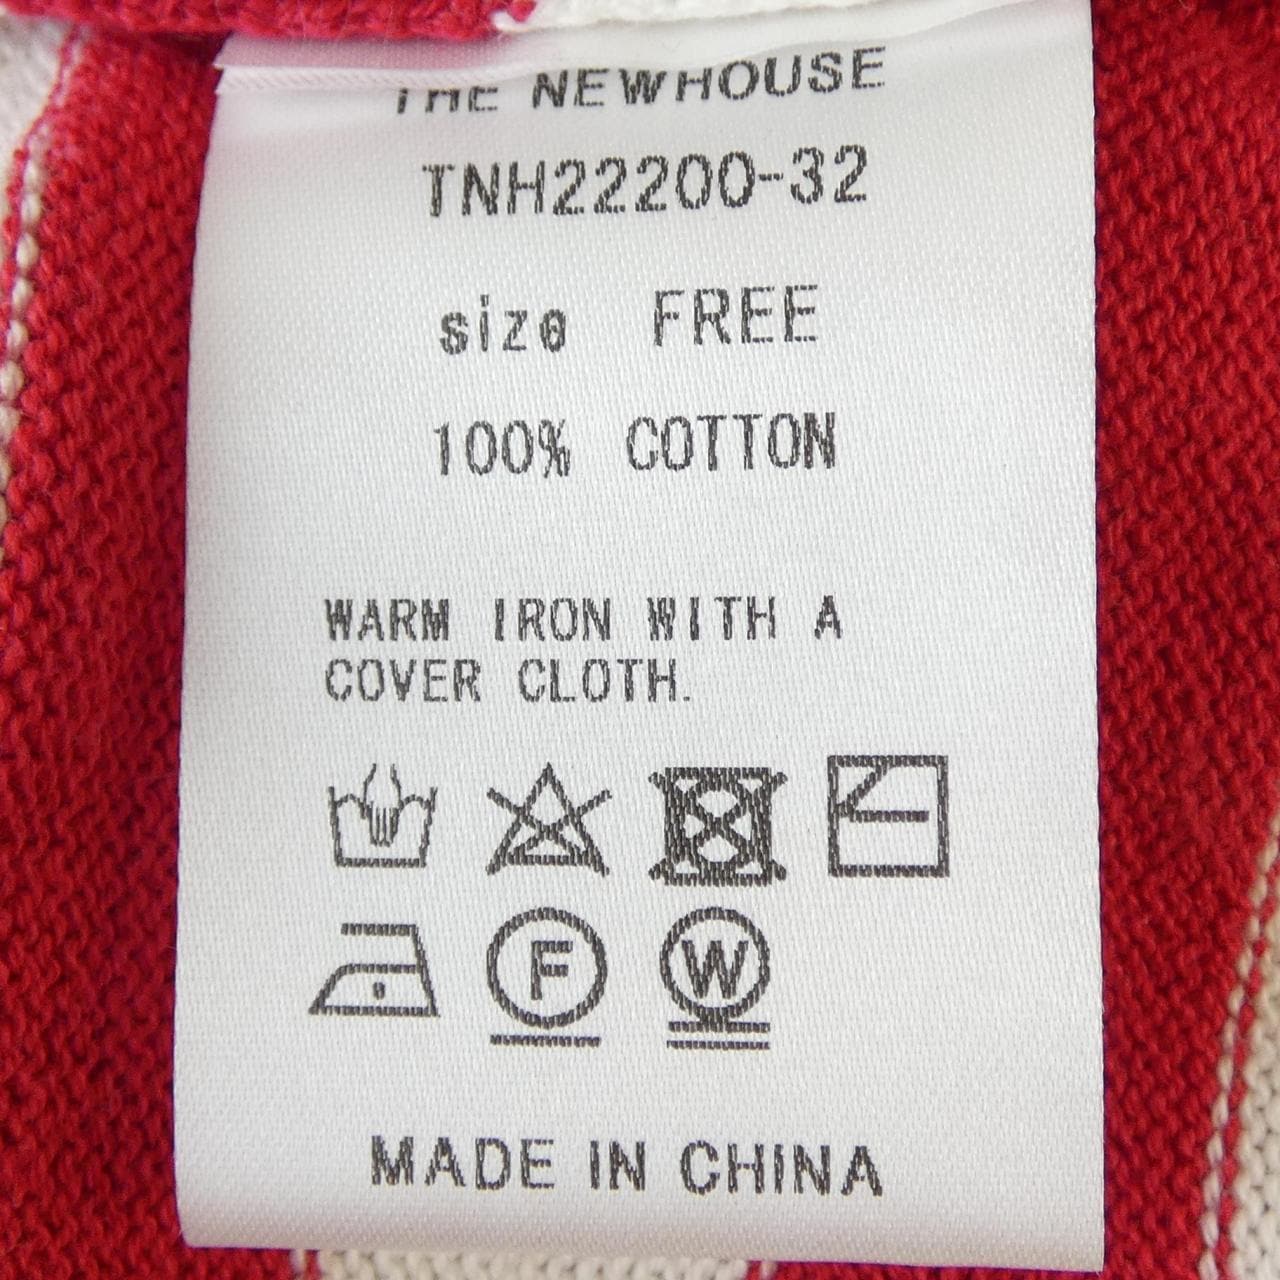 THE NEWHOUSE
TNH22200-32
size FREE
100% COTTON
WARM IRON WITH A
COVER CLOTH.
F W
MADE IN CHINA